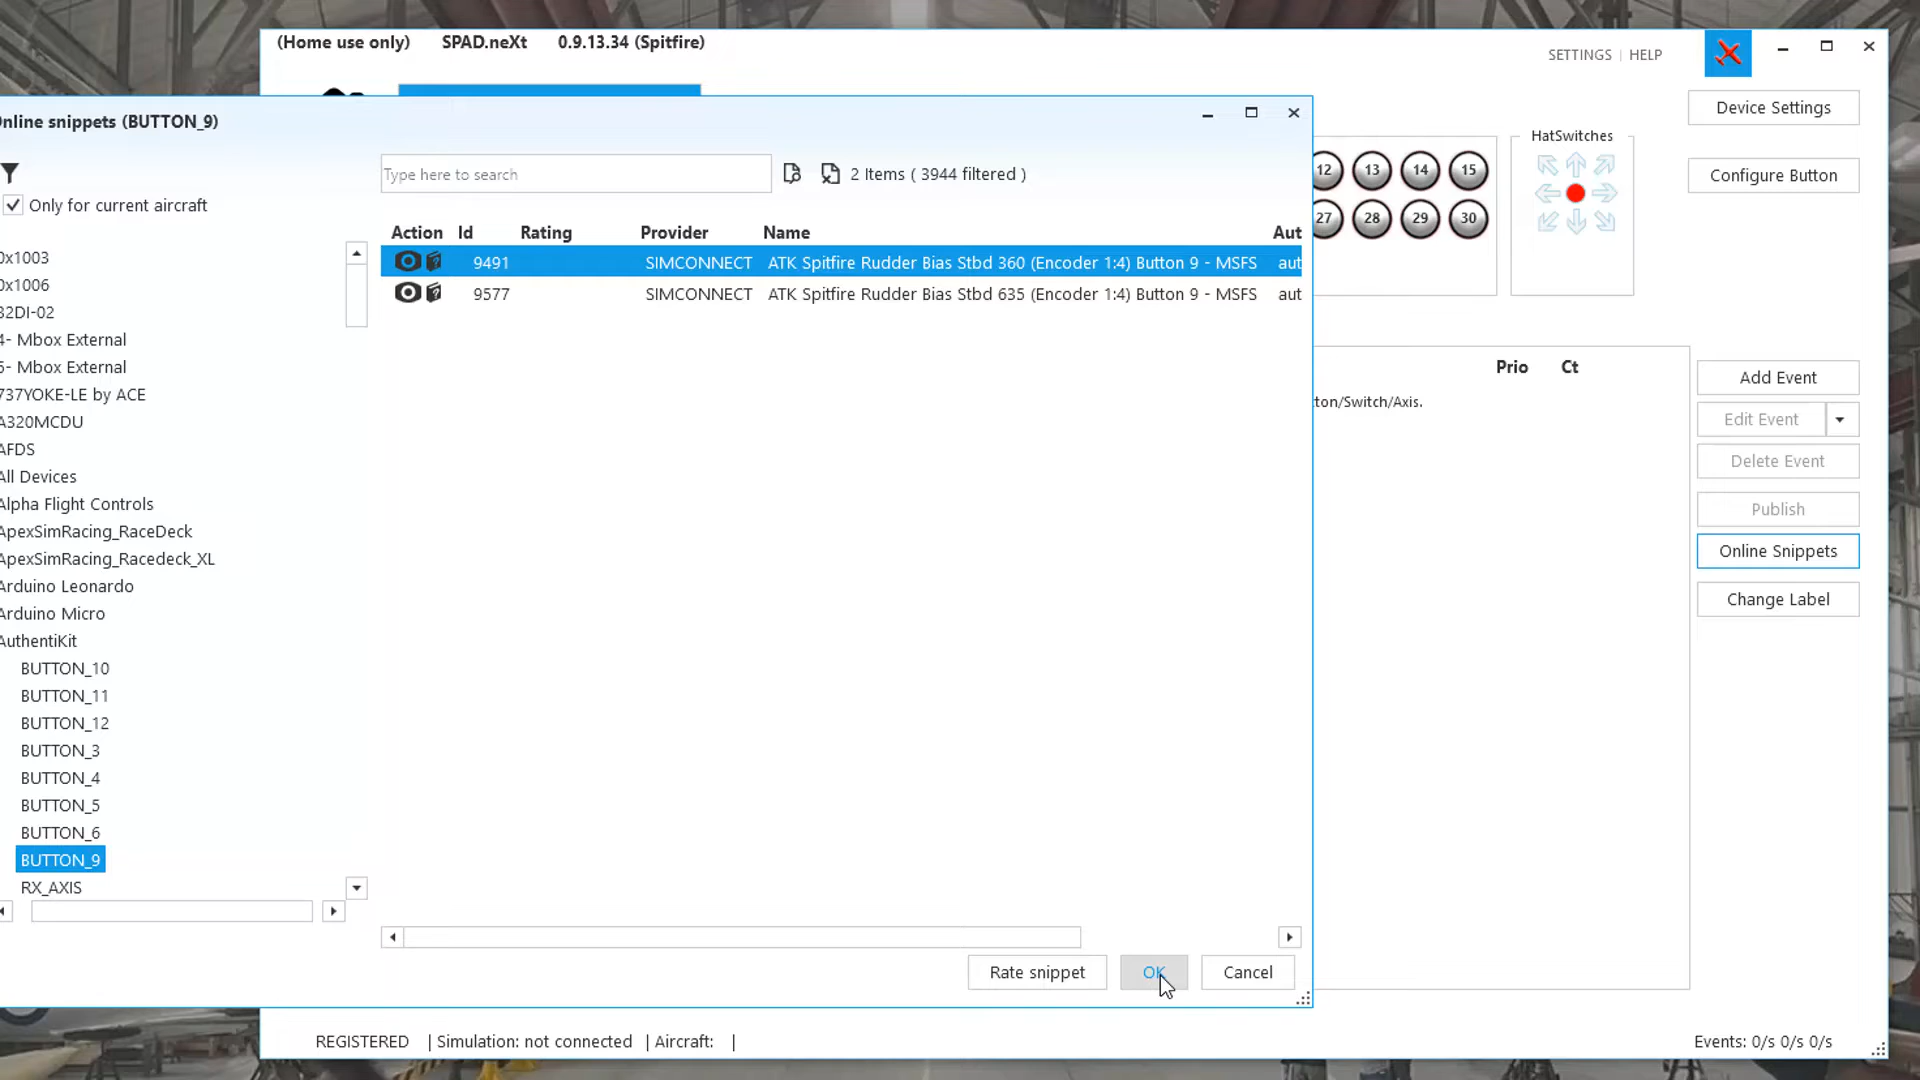 (Home use only) SPAD.neXt 0.9.13.34 (Spitfire)
SETTINGS | HELP
Device Settings
Configure Button
HatSwitches
12 13 14 15
27 28 29 30
Prio Ct
ton/Switch/Axis.
Add Event
Edit Event
Delete Event
Publish
Online Snippets
Change Label
nline snippets (BUTTON_9)
Type here to search
2 Items ( 3944 filtered )
Only for current aircraft
0x1003
0x1006
32DI-02
4- Mbox External
5- Mbox External
737YOKE-LE by ACE
A320MCDU
AFDS
All Devices
Alpha Flight Controls
ApexSimRacing_RaceDeck
ApexSimRacing_Racedeck_XL
Arduino Leonardo
Arduino Micro
AuthentiKit
BUTTON_10
BUTTON_11
BUTTON_12
BUTTON_3
BUTTON_4
BUTTON_5
BUTTON_6
BUTTON_9
RX_AXIS
Action Id Rating Provider Name Aut
9491 SIMCONNECT ATK Spitfire Rudder Bias Stbd 360 (Encoder 1:4) Button 9 - MSFS aut
9577 SIMCONNECT ATK Spitfire Rudder Bias Stbd 635 (Encoder 1:4) Button 9 - MSFS aut
Rate snippet OK Cancel
REGISTERED | Simulation: not connected | Aircraft: |
Events: 0/s 0/s 0/s